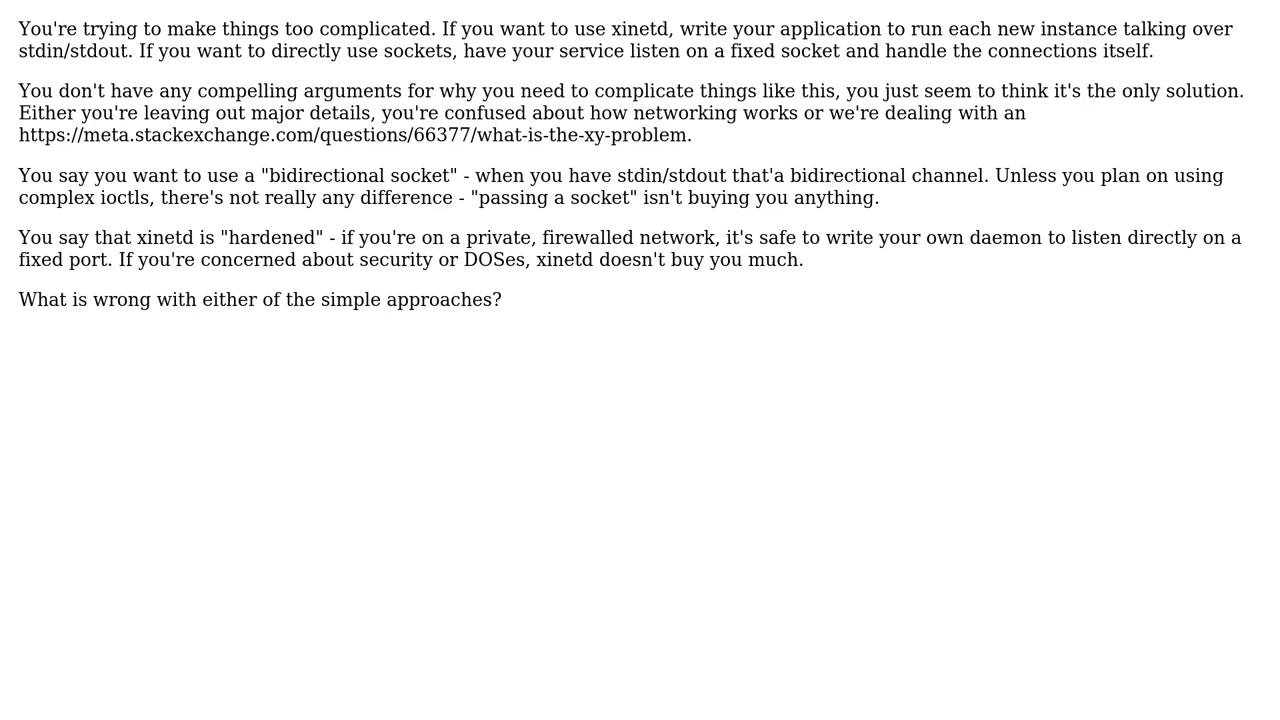 You're trying to make things too complicated. If you want to use xinetd, write your application to run each new instance talking over
stdin/stdout. If you want to directly use sockets, have your service listen on a fixed socket and handle the connections itself.
You don't have any compelling arguments for why you need to complicate things like this, you just seem to think it's the only solution.
Either you're leaving out major details, you're confused about how networking works or we're dealing with an
https://meta.stackexchange.com/questions/66377/what-is-the-xy-problem.
You say you want to use a "bidirectional socket" - when you have stdin/stdout that'a bidirectional channel. Unless you plan on using
complex ioctls, there's not really any difference - "passing a socket" isn't buying you anything.
You say that xinetd is "hardened" - if you're on a private, firewalled network, it's safe to write your own daemon to listen directly on a
fixed port. If you're concerned about security or DOSes, xinetd doesn't buy you much.
What is wrong with either of the simple approaches?